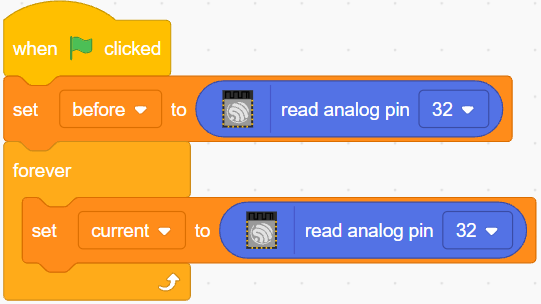 when clicked
set before to read analog pin 32
forever
set current to read analog pin 32